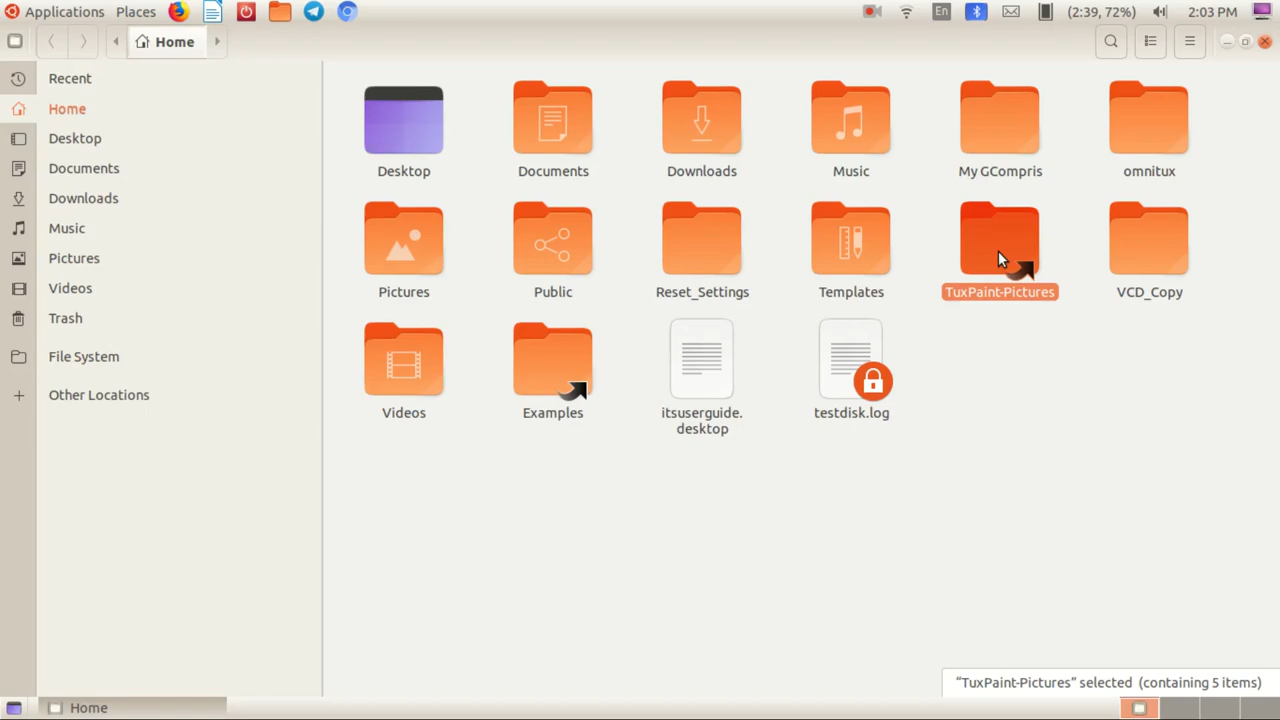 Applications Places En (2:39, 72%) 2:03 PM
Home
Recent
Home
Desktop
Documents
Downloads
Music
Pictures
Videos
Trash
File System
Other Locations
Desktop Documents Downloads Music My GCompris omnitux
Pictures Public Reset_Settings Templates TuxPaint-Pictures VCD_Copy
Videos Examples itsuserguide. testdisk.log
desktop
"TuxPaint-Pictures" selected (containing 5 items)
Home